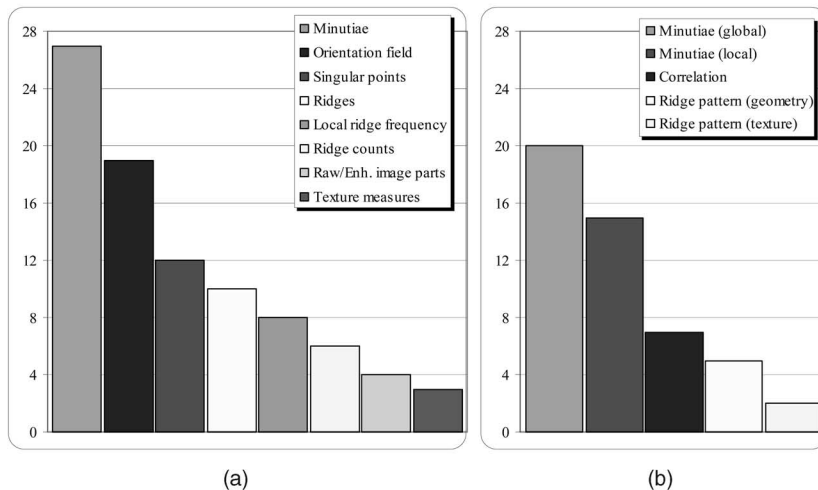 28
24
20
16
12
8
4
0
Minutiae
Orientation field
Singular points
Ridges
Local ridge frequency
Ridge counts
Raw/Enh. image parts
Texture measures
(a)
28
24
20
16
12
8
4
0
Minutiae (global)
Minutiae (local)
Correlation
Ridge pattern (geometry)
Ridge pattern (texture)
(b)